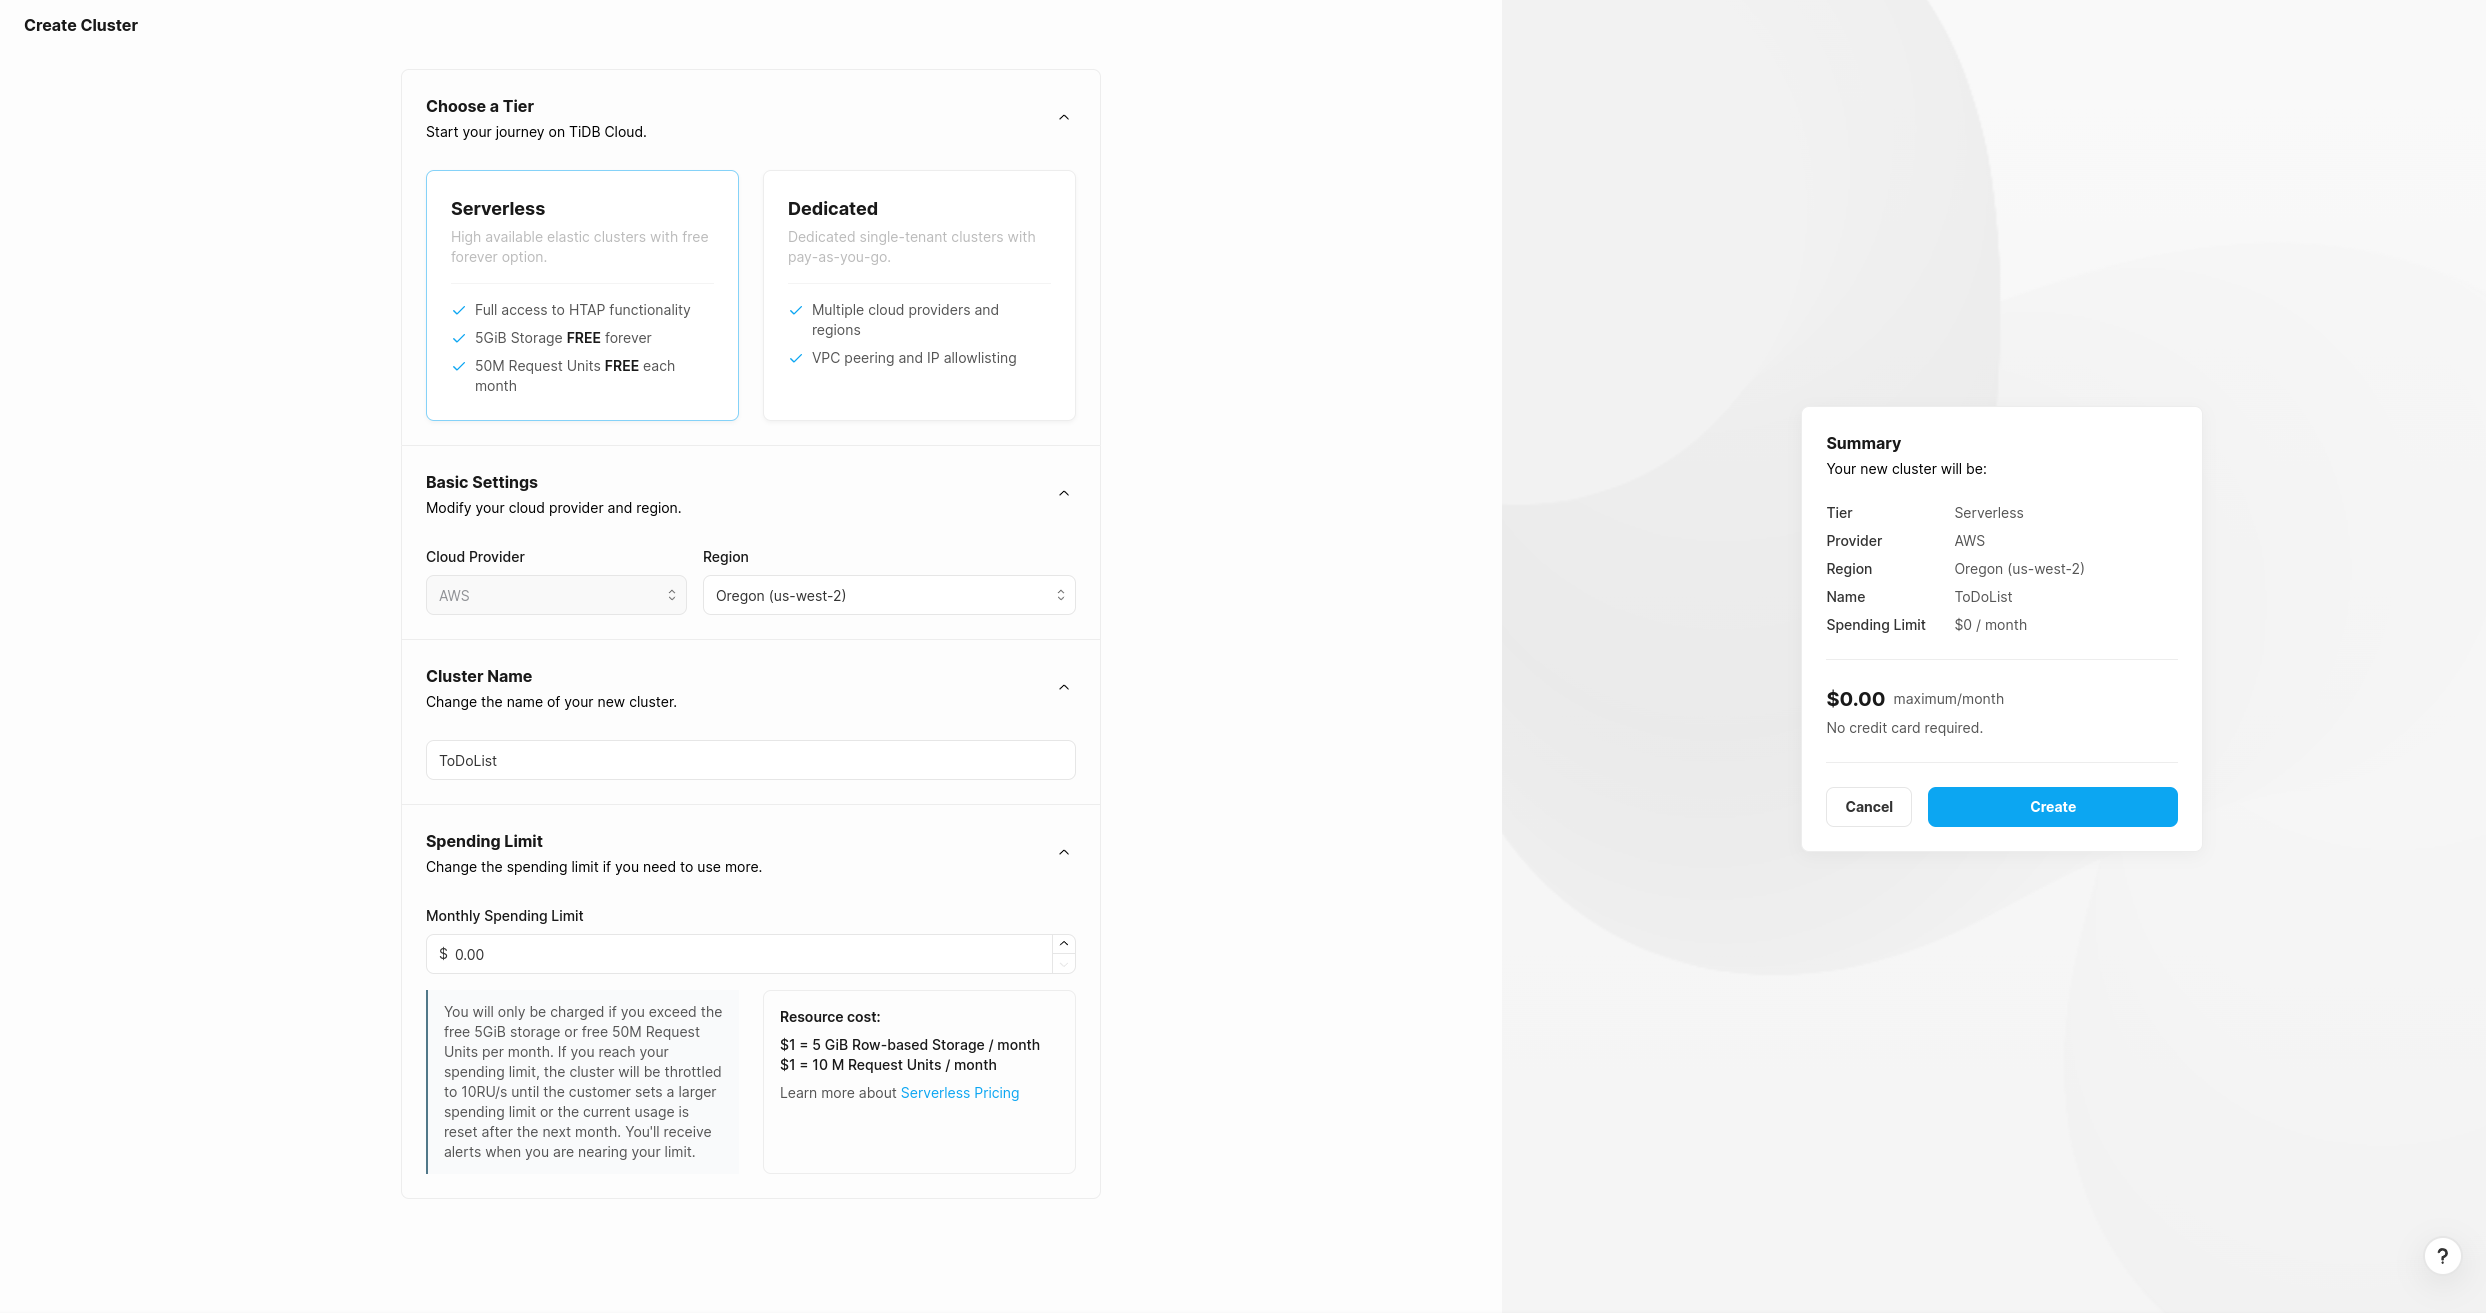 Create Cluster
Choose a Tier
Start your journey on TiDB Cloud.
Serverless
High available elastic clusters with free
forever option.
Full access to HTAP functionality
5GiB Storage FREE forever
50M Request Units FREE each
month
Dedicated
Dedicated single-tenant clusters with
pay-as-you-go.
Multiple cloud providers and
regions
VPC peering and IP allowlisting
Basic Settings
Modify your cloud provider and region.
Cloud Provider
AWS
Region
Oregon (us-west-2)
Cluster Name
Change the name of your new cluster.
ToDoList
Spending Limit
Change the spending limit if you need to use more.
Monthly Spending Limit
$ 0.00
You will only be charged if you exceed the
free 5GiB storage or free 50M Request
Units per month. If you reach your
spending limit, the cluster will be throttled
to 10RU/s until the customer sets a larger
spending limit or the current usage is
reset after the next month. You'll receive
alerts when you are nearing your limit.
Resource cost:
$1 = 5 GiB Row-based Storage / month
$1 = 10 M Request Units / month
Learn more about Serverless Pricing
Summary
Your new cluster will be:
Tier Serverless
Provider AWS
Region Oregon (us-west-2)
Name ToDoList
Spending Limit $0 / month
$0.00 maximum/month
No credit card required.
Cancel
Create
?